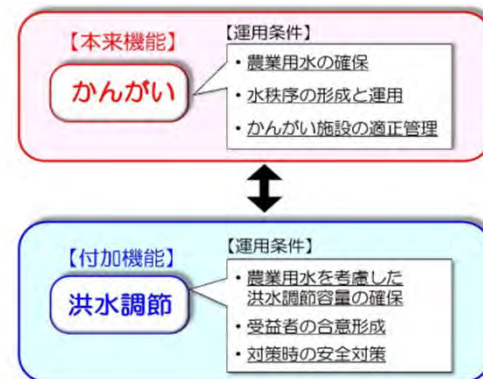 【本来機能】
かんがい
【運用条件】
・農業用水の確保
・水秩序の形成と運用
・かんがい施設の適正管理
【付加機能】
洪水調節
【運用条件】
・農業用水を考慮した
洪水調節容量の確保
・受益者の合意形成
・対策時の安全対策